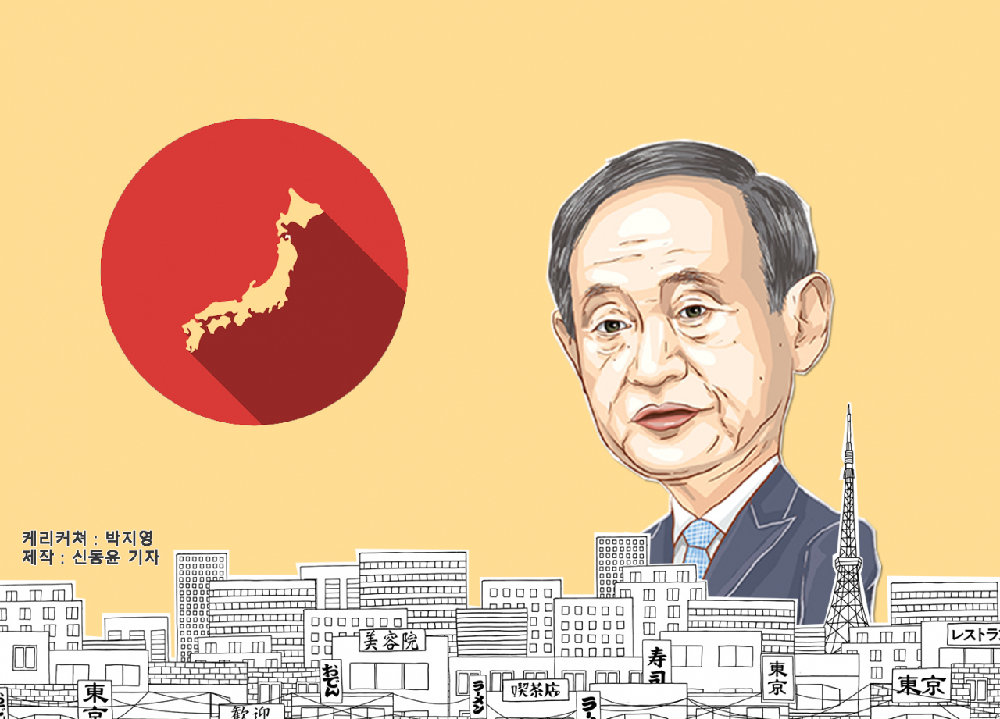 케리커쳐 : 박지영
제작 : 신동윤 기자
レストラ
美容院
寿司
おでん
東京
東京
東京
喫茶店
ラーメン
歓迎